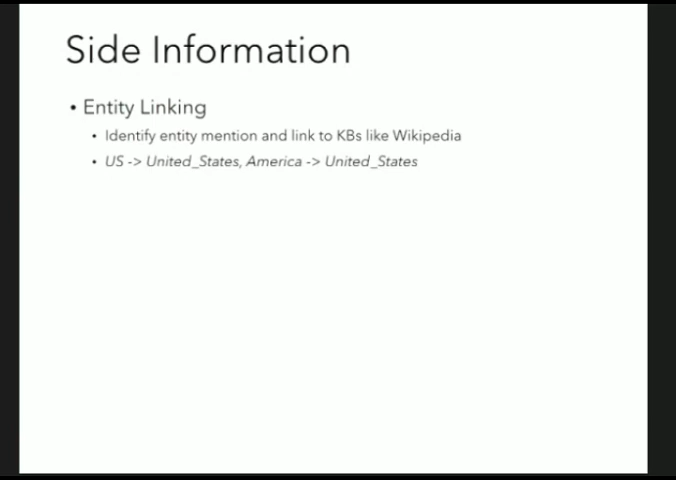 Side Information
• Entity Linking
• Identify entity mention and link to KBs like Wikipedia
• US -> United_States, America -> United_States